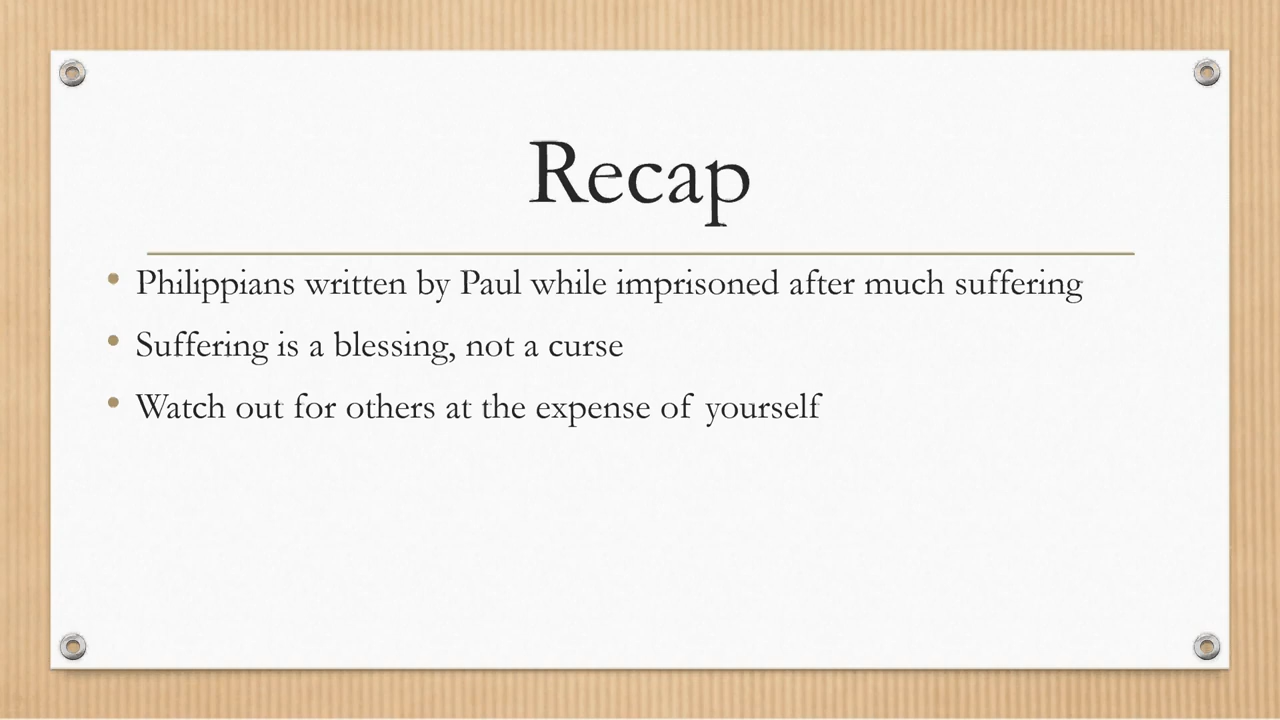 Recap
• Philippians written by Paul while imprisoned after much suffering
• Suffering is a blessing, not a curse
• Watch out for others at the expense of yourself